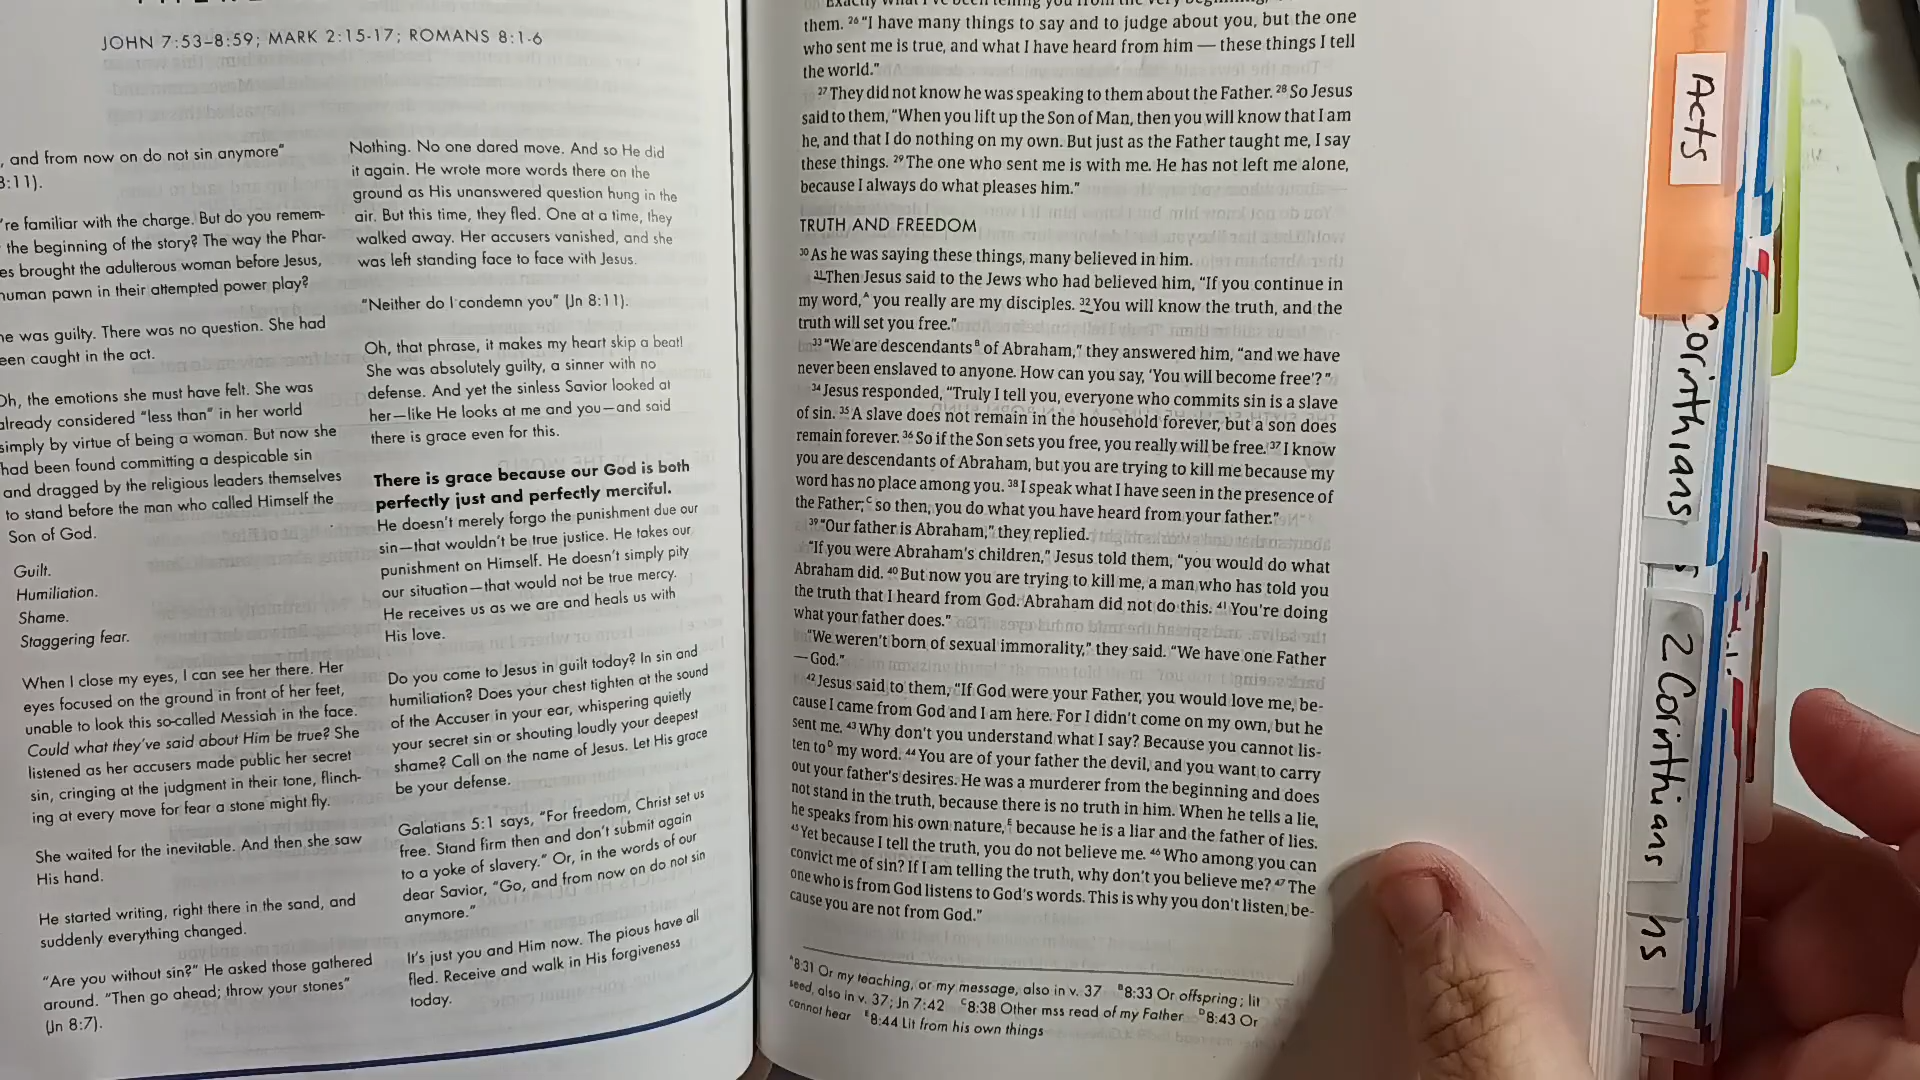 JOHN 7:53–8:59; MARK 2:15-17; ROMANS 8:1-6
, and from now on do not sin anymore"
8:11).
're familiar with the charge. But do you remem-
the beginning of the story? The way the Phar-
es brought the adulterous woman before Jesus,
human pawn in their attempted power play?
he was guilty. There was no question. She had
een caught in the act.
Oh, the emotions she must have felt. She was
already considered "less than" in her world
simply by virtue of being a woman. But now she
had been found committing a despicable sin
and dragged by the religious leaders themselves
to stand before the man who called Himself the
Son of God.
Guilt.
Humiliation.
Shame.
Staggering fear.
When I close my eyes, I can see her there. Her
eyes focused on the ground in front of her feet,
unable to look this so-called Messiah in the face.
Could what they've said about Him be true? She
listened as her accusers made public her secret
sin, cringing at the judgment in their tone, flinch-
ing at every move for fear a stone might fly.
She waited for the inevitable. And then she saw
His hand.
He started writing, right there in the sand, and
suddenly everything changed.
"Are you without sin?" He asked those gathered
around. "Then go ahead; throw your stones"
(Jn 8:7).
Nothing. No one dared move. And so He did
it again. He wrote more words there on the
ground as His unanswered question hung in the
air. But this time, they fled. One at a time, they
walked away. Her accusers vanished, and she
was left standing face to face with Jesus.
"Neither do I condemn you" (Jn 8:11).
Oh, that phrase, it makes my heart skip a beat!
She was absolutely guilty, a sinner with no
defense. And yet the sinless Savior looked at
her—like He looks at me and you—and said
there is grace even for this.
There is grace because our God is both
perfectly just and perfectly merciful.
He doesn't merely forgo the punishment due our
sin—that wouldn't be true justice. He takes our
punishment on Himself. He doesn't simply pity
our situation—that would not be true mercy.
He receives us as we are and heals us with
His love.
Do you come to Jesus in guilt today? In sin and
humiliation? Does your chest tighten at the sound
of the Accuser in your ear, whispering quietly
your secret sin or shouting loudly your deepest
shame? Call on the name of Jesus. Let His grace
be your defense.
Galatians 5:1 says, "For freedom, Christ set us
free. Stand firm then and don't submit again
to a yoke of slavery." Or, in the words of our
dear Savior, "Go, and from now on do not sin
anymore."
It's just you and Him now. The pious have all
fled. Receive and walk in His forgiveness
today.
them. 26 "I have many things to say and to judge about you, but the one
who sent me is true, and what I have heard from him — these things I tell
the world."
27 They did not know he was speaking to them about the Father. 28 So Jesus
said to them, "When you lift up the Son of Man, then you will know that I am
he, and that I do nothing on my own. But just as the Father taught me, I say
these things. 29 The one who sent me is with me. He has not left me alone,
because I always do what pleases him."
TRUTH AND FREEDOM
30 As he was saying these things, many believed in him.
31 Then Jesus said to the Jews who had believed him, "If you continue in
my word,A you really are my disciples. 32 You will know the truth, and the
truth will set you free."
33 "We are descendantsB of Abraham," they answered him, "and we have
never been enslaved to anyone. How can you say, 'You will become free'?"
34 Jesus responded, "Truly I tell you, everyone who commits sin is a slave
of sin. 35 A slave does not remain in the household forever, but a son does
remain forever. 36 So if the Son sets you free, you really will be free. 37 I know
you are descendants of Abraham, but you are trying to kill me because my
word has no place among you. 38 I speak what I have seen in the presence of
the Father;C so then, you do what you have heard from your father."
39 "Our father is Abraham," they replied.
"If you were Abraham's children," Jesus told them, "you would do what
Abraham did. 40 But now you are trying to kill me, a man who has told you
the truth that I heard from God. Abraham did not do this. 41 You're doing
what your father does."
"We weren't born of sexual immorality," they said. "We have one Father
—God."
42 Jesus said to them, "If God were your Father, you would love me, be-
cause I came from God and I am here. For I didn't come on my own, but he
sent me. 43 Why don't you understand what I say? Because you cannot lis-
ten toD my word. 44 You are of your father the devil, and you want to carry
out your father's desires. He was a murderer from the beginning and does
not stand in the truth, because there is no truth in him. When he tells a lie,
he speaks from his own nature,E because he is a liar and the father of lies.
45 Yet because I tell the truth, you do not believe me. 46 Who among you can
convict me of sin? If I am telling the truth, why don't you believe me? 47 The
one who is from God listens to God's words. This is why you don't listen, be-
cause you are not from God."
A8:31 Or my teaching, or my message, also in v. 37 B8:33 Or offspring; lit
seed, also in v. 37; Jn 7:42 C8:38 Other mss read of my Father D8:43 Or
cannot hear E8:44 Lit from his own things
Acts
Corinthians
2 Corinthians
ns